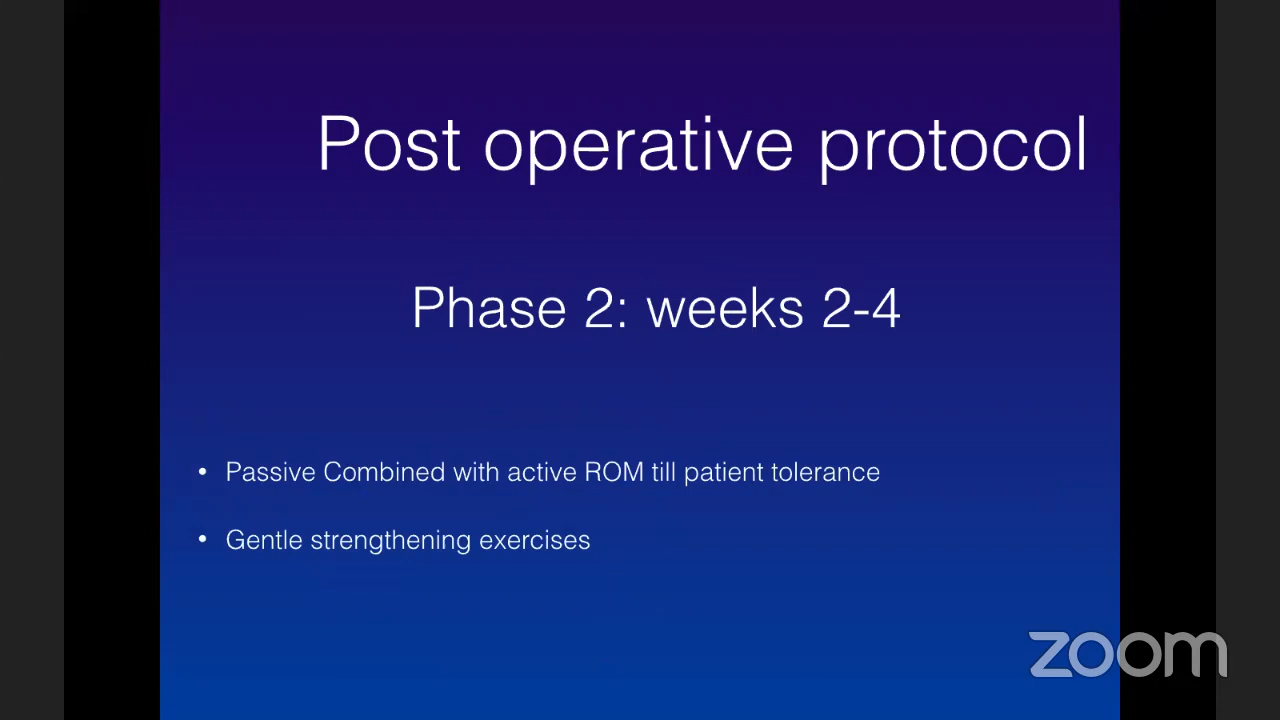 Post operative protocol
Phase 2: weeks 2-4
• Passive Combined with active ROM till patient tolerance
• Gentle strengthening exercises
zoom